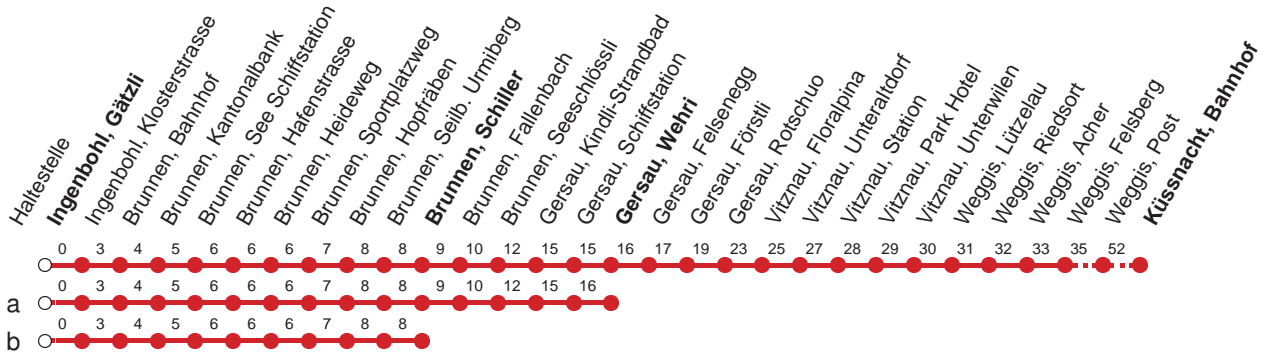 Haltestelle
Ingenbohl, Gätzli
Ingenbohl, Klosterstrasse
Brunnen, Bahnhof
Brunnen, Kantonalbank
Brunnen, See Schiffstation
Brunnen, Hafenstrasse
Brunnen, Heideweg
Brunnen, Sportplatzweg
Brunnen, Hopfräben
Brunnen, Seilb. Urmiberg
Brunnen, Schiller
Brunnen, Fallenbach
Brunnen, Seeschlössli
Gersau, Kindli-Strandbad
Gersau, Schiffstation
Gersau, Wehri
Gersau, Felsenegg
Gersau, Förstli
Gersau, Rotschuo
Vitznau, Floralpina
Vitznau, Unteraltdorf
Vitznau, Station
Vitznau, Park Hotel
Vitznau, Unterwilen
Weggis, Lützelau
Weggis, Riedsort
Weggis, Acher
Weggis, Felsberg
Weggis, Post
Küssnacht, Bahnhof
0 3 4 5 6 6 6 7 8 8 9 10 12 15 15 16 17 19 23 25 27 28 29 30 31 32 33 35 52
a 0 3 4 5 6 6 6 7 8 8 9 10 12 15 16
b 0 3 4 5 6 6 6 7 8 8